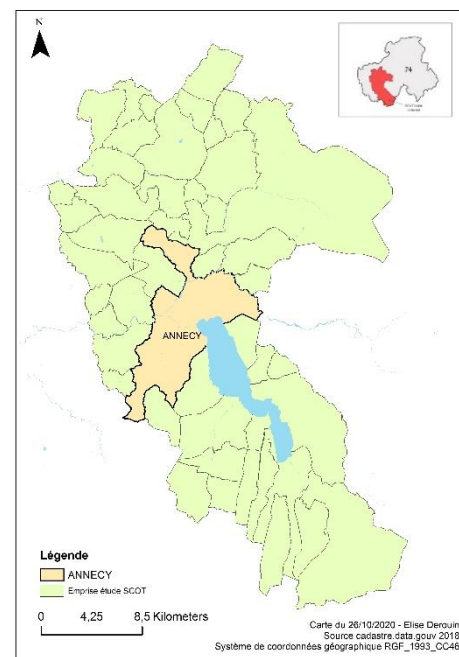 N
74
ANNECY
Légende
ANNECY
Emprise étude SCOT
0 4,25 8,5 Kilometers
Carte du 26/10/2020 - Elise Derouin
Source cadastre.data.gouv 2018
Système de coordonnées géographique RGF_1993_CC46